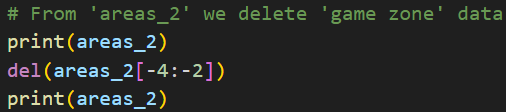 # From 'areas_2' we delete 'game zone' data
print(areas_2)
del(areas_2[-4:-2])
print(areas_2)